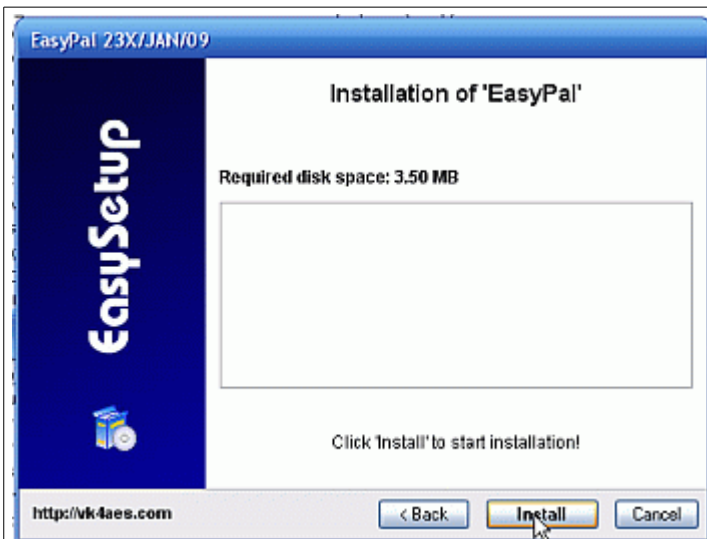 EasyPal 23X/JAN/09
EasySetup
Installation of 'EasyPal'
Required disk space: 3.50 MB
Click 'Install' to start installation!
http://vk4aes.com
< Back
Install
Cancel